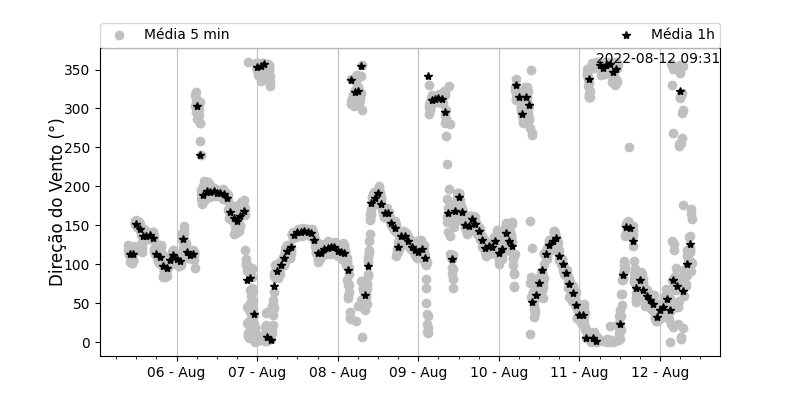 Média 5 min
Média 1h
2022-08-12 09:31
Direção do Vento (°)
350
300
250
200
150
100
50
0
06 - Aug
07 - Aug
08 - Aug
09 - Aug
10 - Aug
11 - Aug
12 - Aug